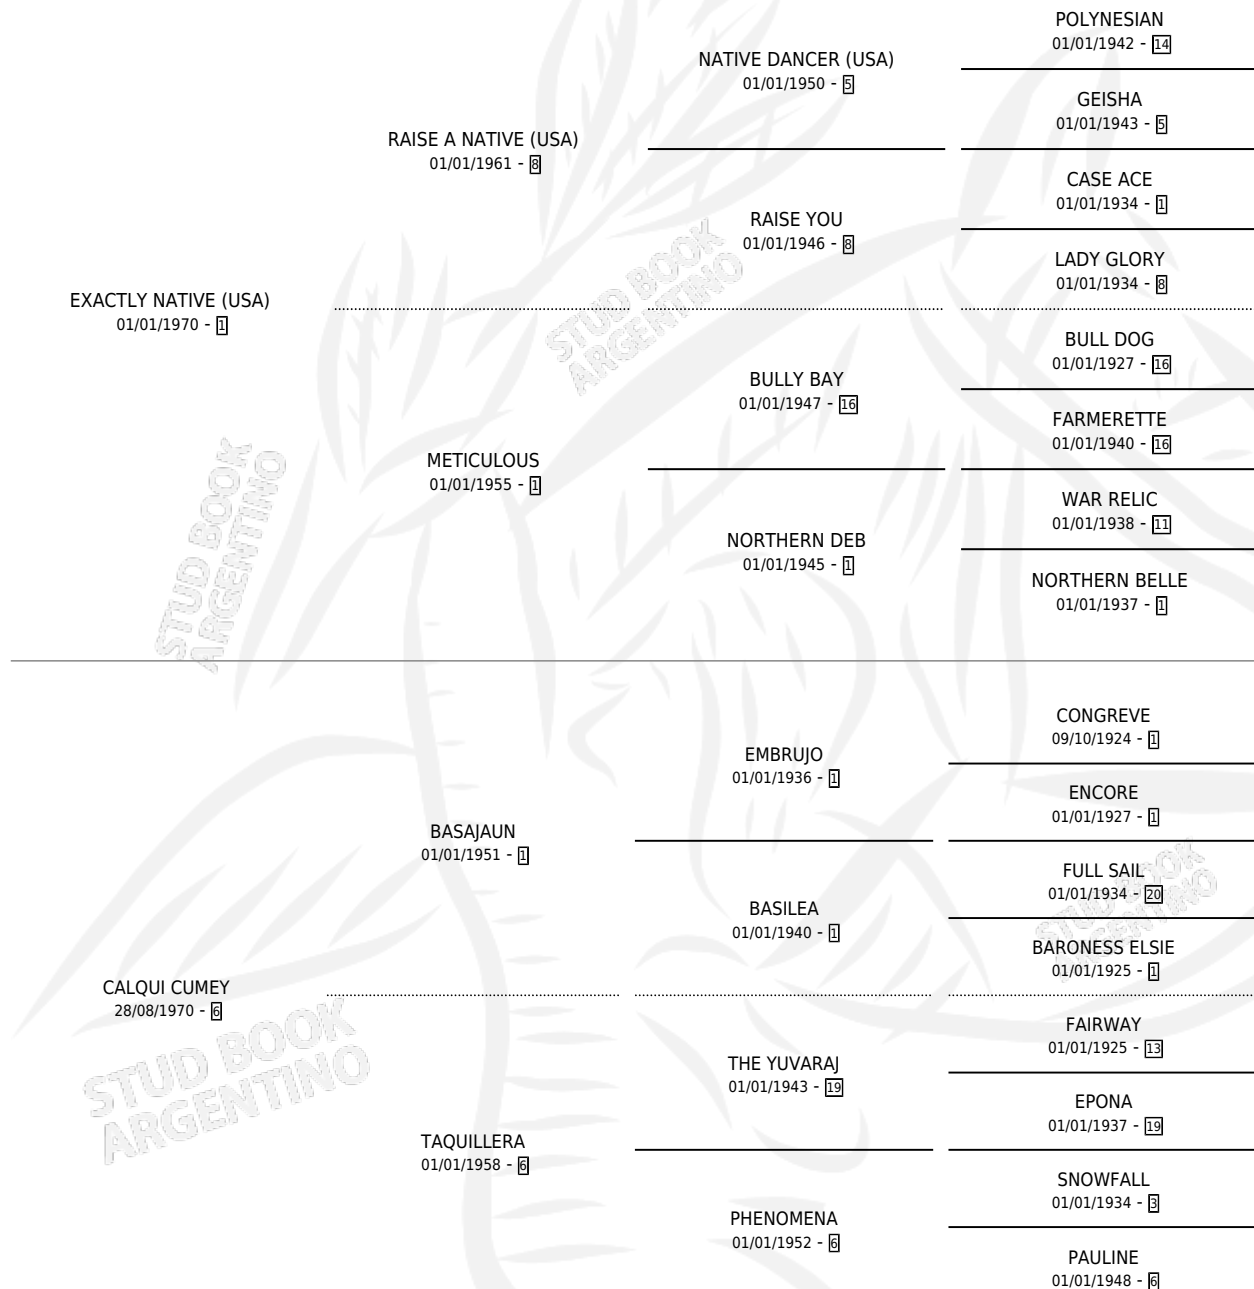 POLYNESIAN
01/01/1942 - 14
NATIVE DANCER (USA)
01/01/1950 - 5
GEISHA
01/01/1943 - 5
RAISE A NATIVE (USA)
01/01/1961 - 8
CASE ACE
01/01/1934 - 1
RAISE YOU
01/01/1946 - 8
LADY GLORY
01/01/1934 - 8
EXACTLY NATIVE (USA)
01/01/1970 - 1
BULL DOG
01/01/1927 - 16
BULLY BAY
01/01/1947 - 16
FARMERETTE
01/01/1940 - 16
METICULOUS
01/01/1955 - 1
WAR RELIC
01/01/1938 - 11
NORTHERN DEB
01/01/1945 - 1
NORTHERN BELLE
01/01/1937 - 1
CONGREVE
09/10/1924 - 1
EMBRUJO
01/01/1936 - 1
ENCORE
01/01/1927 - 1
BASAJAUN
01/01/1951 - 1
FULL SAIL
01/01/1934 - 20
BASILEA
01/01/1940 - 1
BARONESS ELSIE
01/01/1925 - 1
CALQUI CUMEY
28/08/1970 - 6
FAIRWAY
01/01/1925 - 13
THE YUVARAJ
01/01/1943 - 19
EPONA
01/01/1937 - 19
TAQUILLERA
01/01/1958 - 6
SNOWFALL
01/01/1934 - 3
PHENOMENA
01/01/1952 - 6
PAULINE
01/01/1948 - 6
STUD BOOK
ARGENTINO
STUD BOOK
ARGENTINO
STUD BOOK
ARGENTINO
STUD BOOK
ARGENTINO